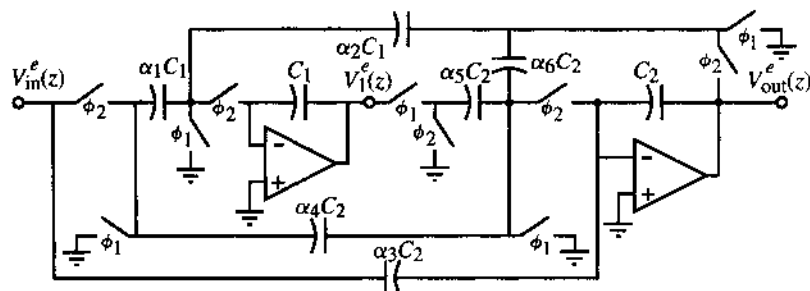 α₂C₁ α₆C₂ ϕ₁
V^e_in(z) ϕ₂ α₁C₁ ϕ₂ C₁ V^e_1(z) ϕ₁ α₅C₂ ϕ₂ C₂ ϕ₂ V^e_out(z)
ϕ₁ ϕ₂
- -
+ +
ϕ₁ α₄C₂ ϕ₁
α₃C₂